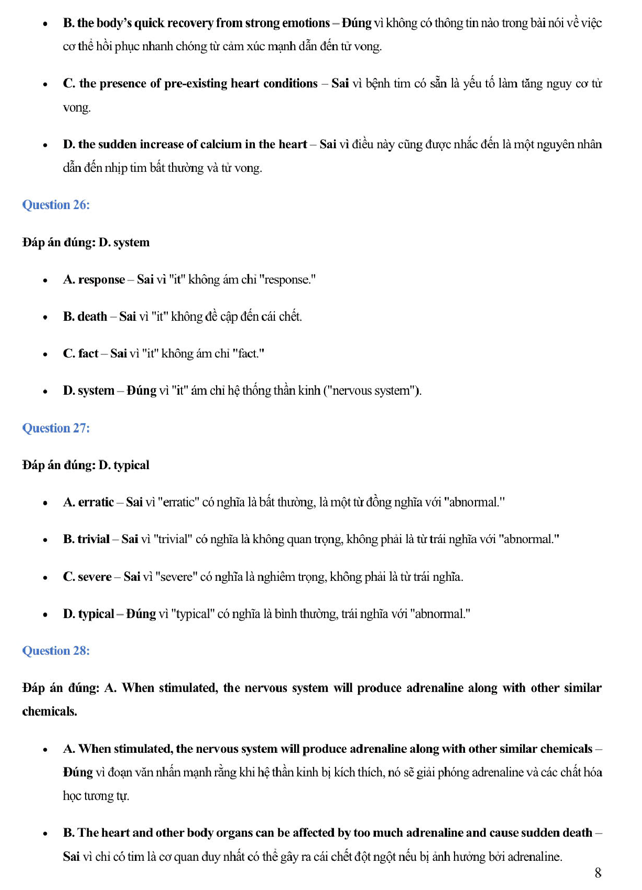 • B. the body's quick recovery from strong emotions – Đúng vì không có thông tin nào trong bài nói về việc
cơ thể hồi phục nhanh chóng từ cảm xúc mạnh dẫn đến tử vong.
• C. the presence of pre-existing heart conditions – Sai vì bệnh tim có sẵn là yếu tố làm tăng nguy cơ tử
vong.
• D. the sudden increase of calcium in the heart – Sai vì điều này cũng được nhắc đến là một nguyên nhân
dẫn đến nhịp tim bất thường và tử vong.
Question 26:
Đáp án đúng: D. system
• A. response – Sai vì "it" không ám chỉ "response."
• B. death – Sai vì "it" không đề cập đến cái chết.
• C. fact – Sai vì "it" không ám chỉ "fact."
• D. system – Đúng vì "it" ám chỉ hệ thống thần kinh ("nervous system").
Question 27:
Đáp án đúng: D. typical
• A. erratic – Sai vì "erratic" có nghĩa là bất thường, là một từ đồng nghĩa với "abnormal."
• B. trivial – Sai vì "trivial" có nghĩa là không quan trọng, không phải là từ trái nghĩa với "abnormal."
• C. severe – Sai vì "severe" có nghĩa là nghiêm trọng, không phải là từ trái nghĩa.
• D. typical – Đúng vì "typical" có nghĩa là bình thường, trái nghĩa với "abnormal."
Question 28:
Đáp án đúng: A. When stimulated, the nervous system will produce adrenaline along with other similar
chemicals.
• A. When stimulated, the nervous system will produce adrenaline along with other similar chemicals –
Đúng vì đoạn văn nhấn mạnh rằng khi hệ thần kinh bị kích thích, nó sẽ giải phóng adrenaline và các chất hóa
học tương tự.
• B. The heart and other body organs can be affected by too much adrenaline and cause sudden death –
Sai vì chỉ có tim là cơ quan duy nhất có thể gây ra cái chết đột ngột nếu bị ảnh hưởng bởi adrenaline.
8